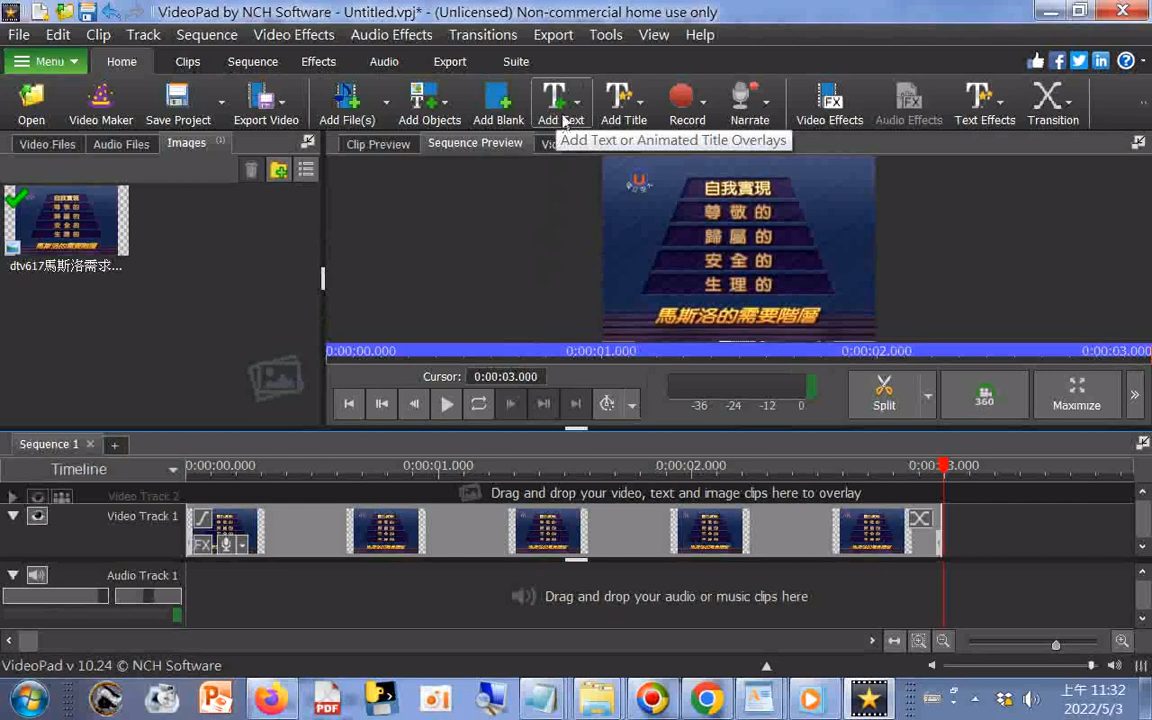 VideoPad by NCH Software - Untitled.vpj* - (Unlicensed) Non-commercial home use only
File Edit Clip Track Sequence Video Effects Audio Effects Transitions Export Tools View Help
Menu Home Clips Sequence Effects Audio Export Suite
Open Video Maker Save Project Export Video Add File(s) Add Objects Add Blank Add Text Add Title Record Narrate Video Effects Audio Effects Text Effects Transition
Add Text or Animated Title Overlays
Video Files Audio Files Images (1)
Clip Preview Sequence Preview
自我實現
尊敬的
歸屬的
安全的
生理的
馬斯洛的需要階層
dtv617馬斯洛需求...
0:00:00.000 0:00:01.000 0:00:02.000 0:00:03.000
Cursor: 0:00:03.000
-36 -24 -12 0
Split 360 Maximize
Sequence 1
Timeline 0:00:00.000 0:00:01.000 0:00:02.000
Video Track 2 Drag and drop your video, text and image clips here to overlay
Video Track 1
FX
Audio Track 1
Drag and drop your audio or music clips here
VideoPad v 10.24 © NCH Software
上午 11:32
2022/5/3